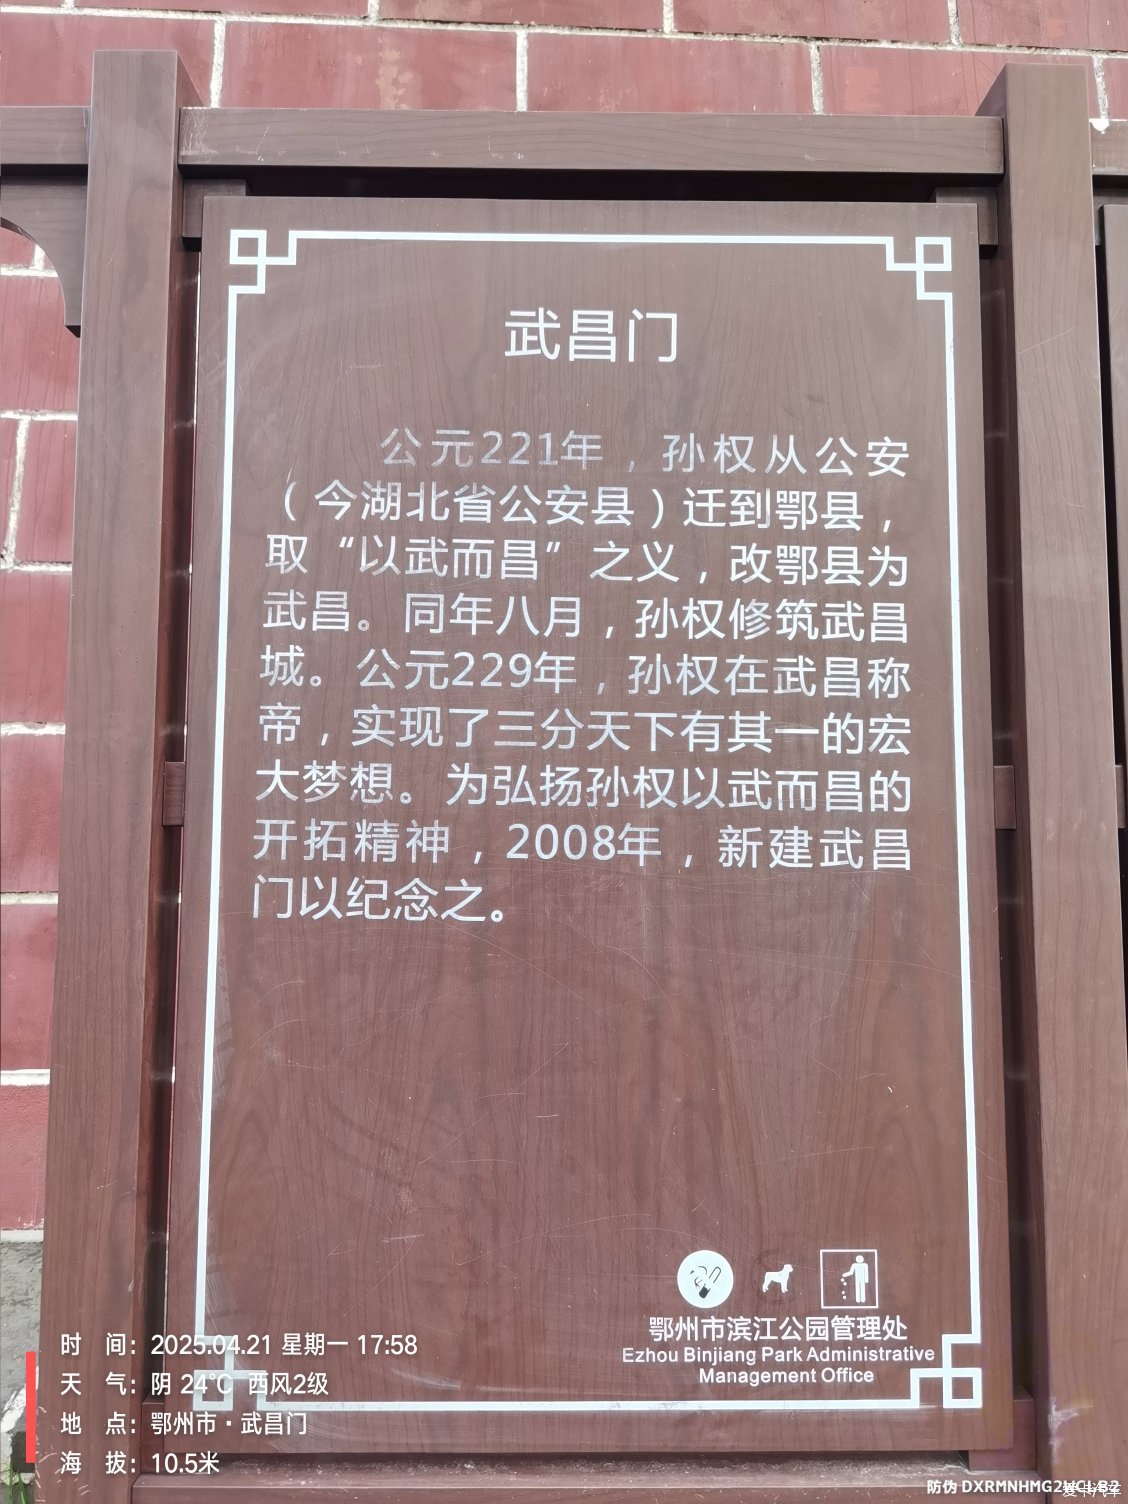 武昌门
公元221年，孙权从公安
（今湖北省公安县）迁到鄂县，
取“以武而昌”之义，改鄂县为
武昌。同年八月，孙权修筑武昌
城。公元229年，孙权在武昌称
帝，实现了三分天下有其一的宏
大梦想。为弘扬孙权以武而昌的
开拓精神，2008年，新建武昌
门以纪念之。
鄂州市滨江公园管理处
Ezhou Binjiang Park Administrative
Management Office
时 间：2025.04.21 星期一 17:58
天 气：阴 24℃ 西风2级
地 点：鄂州市·武昌门
海 拔：10.5米
防伪
爱卡汽车